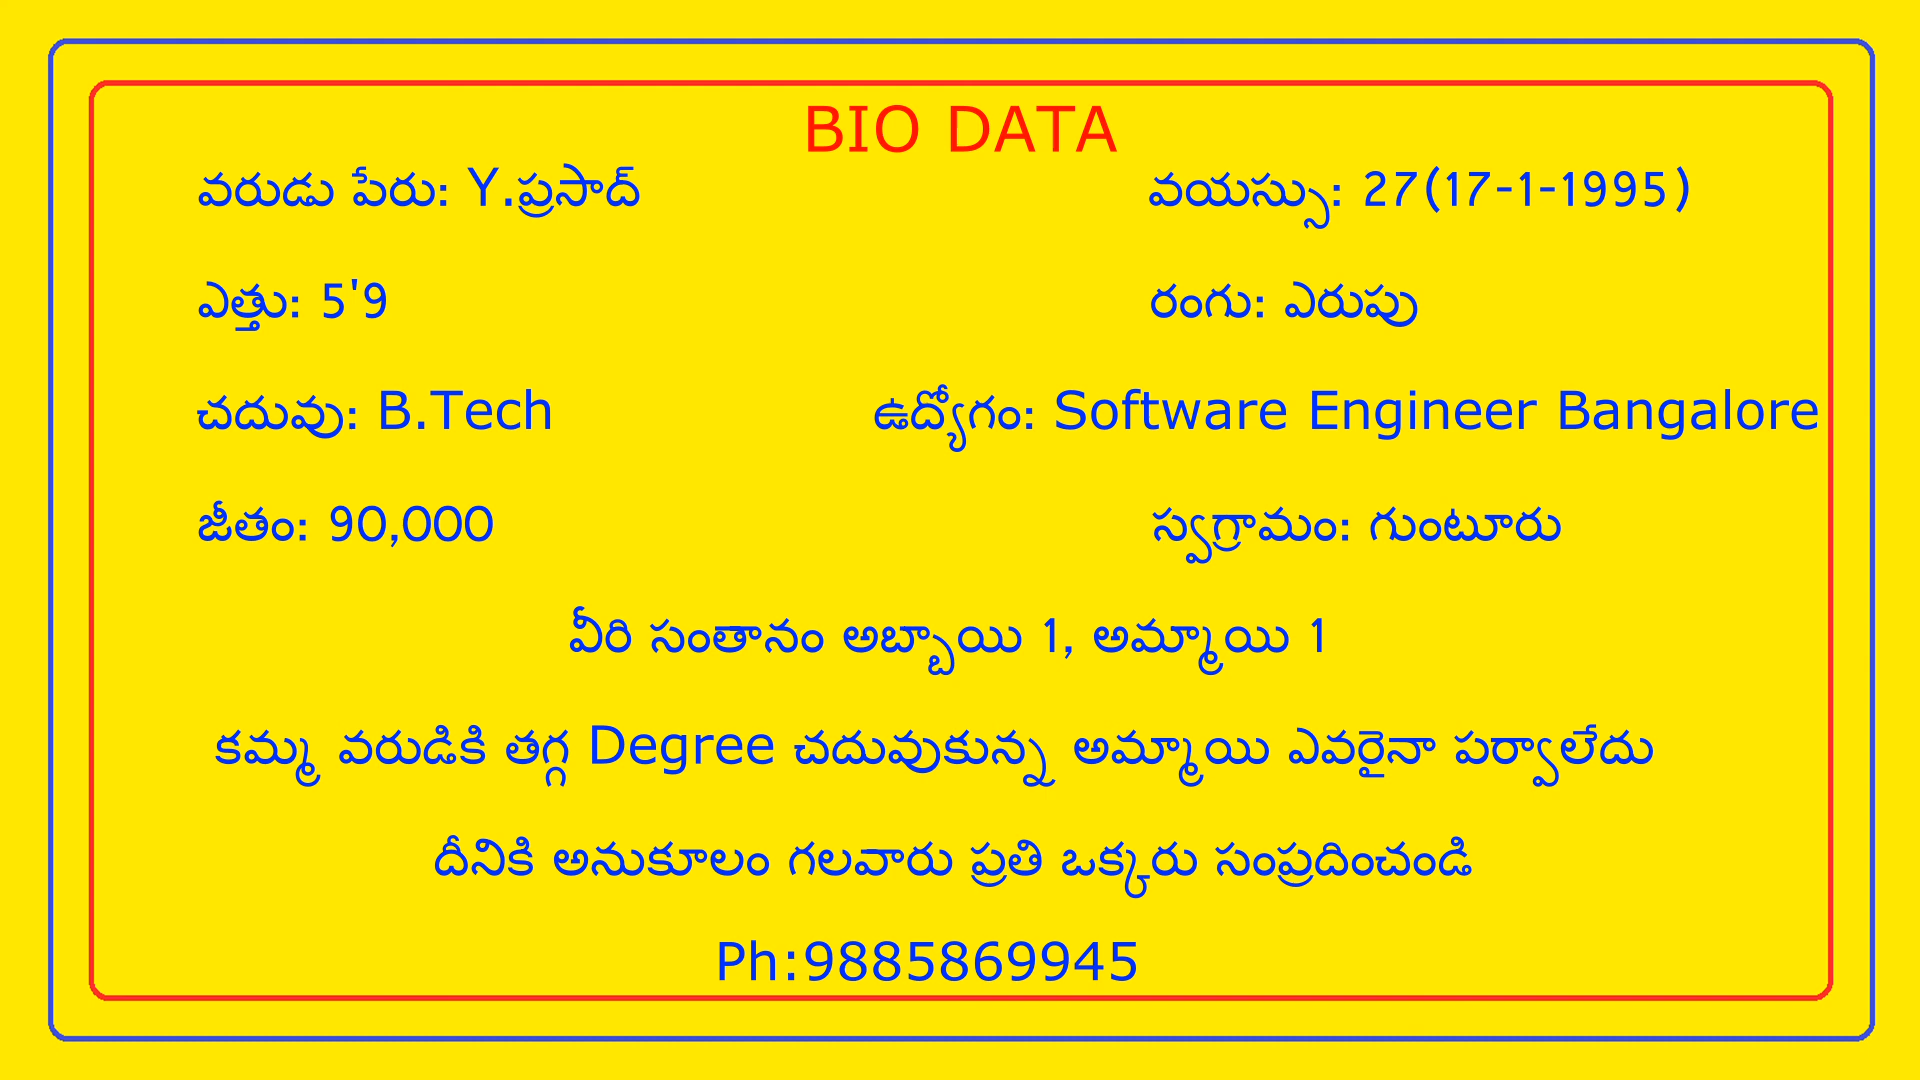 BIO DATA
వరుడు పేరు: Y.ప్రసాద్ వయస్సు: 27(17-1-1995)
ఎత్తు: 5'9 రంగు: ఎరుపు
చదువు: B.Tech ఉద్యోగం: Software Engineer Bangalore
జీతం: 90,000 స్వగ్రామం: గుంటూరు
వీరి సంతానం అబ్బాయి 1, అమ్మాయి 1
కమ్మ వరుడికి తగ్గ Degree చదువుకున్న అమ్మాయి ఎవరైనా పర్వాలేదు
దీనికి అనుకూలం గలవారు ప్రతి ఒక్కరు సంప్రదించండి
Ph:9885869945